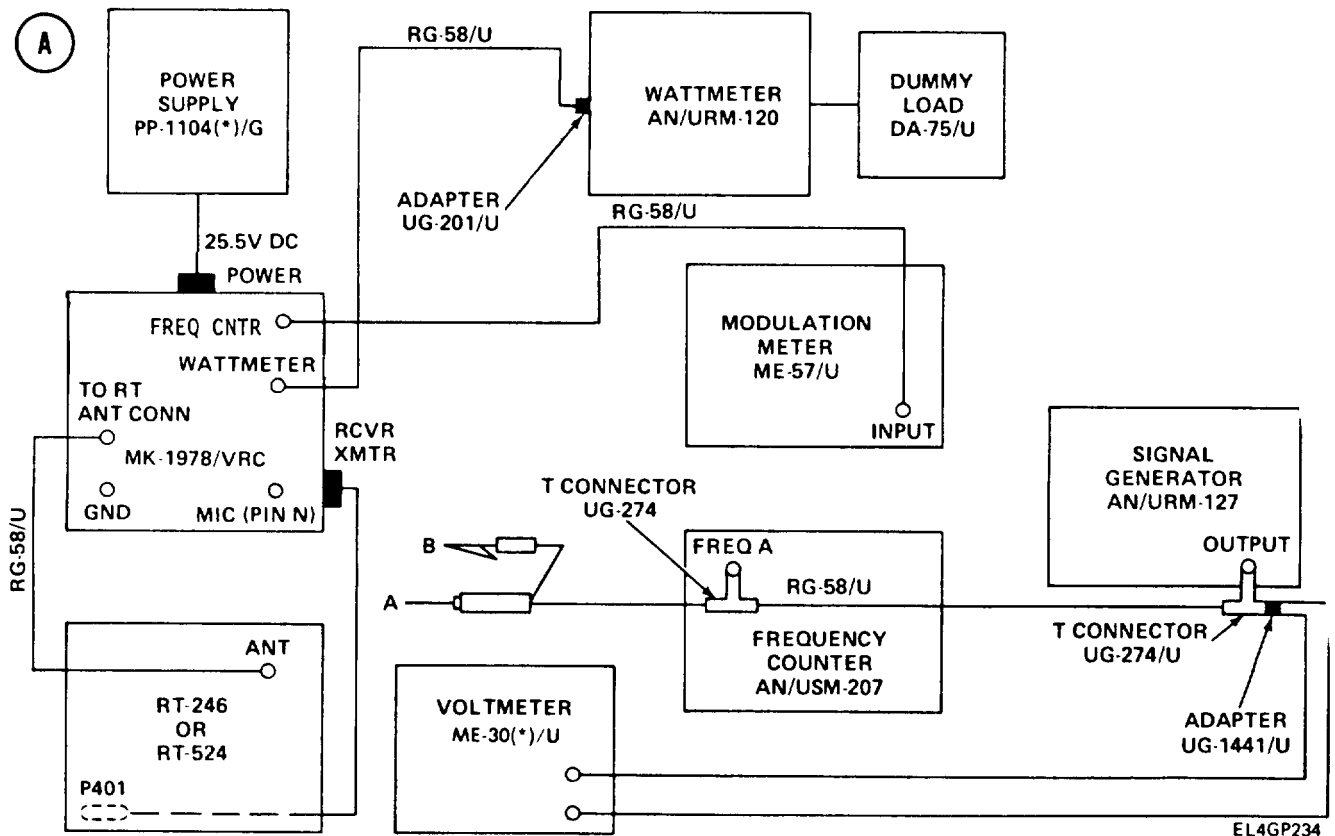 A
POWER
SUPPLY
PP-1104(*)/G
RG-58/U
WATTMETER
AN/URM-120
DUMMY
LOAD
DA-75/U
ADAPTER
UG-201/U
RG-58/U
25.5V DC
POWER
FREQ CNTR
WATTMETER
TO RT
ANT CONN
MK-1978/VRC
GND
MIC (PIN N)
RCVR
XMTR
RG-58/U
MODULATION
METER
ME-57/U
INPUT
SIGNAL
GENERATOR
AN/URM-127
OUTPUT
T CONNECTOR
UG-274
B
A
FREQ A
RG-58/U
FREQUENCY
COUNTER
AN/USM-207
T CONNECTOR
UG-274/U
ADAPTER
UG-1441/U
ANT
RT-246
OR
RT-524
P401
VOLTMETER
ME-30(*)/U
EL4GP234